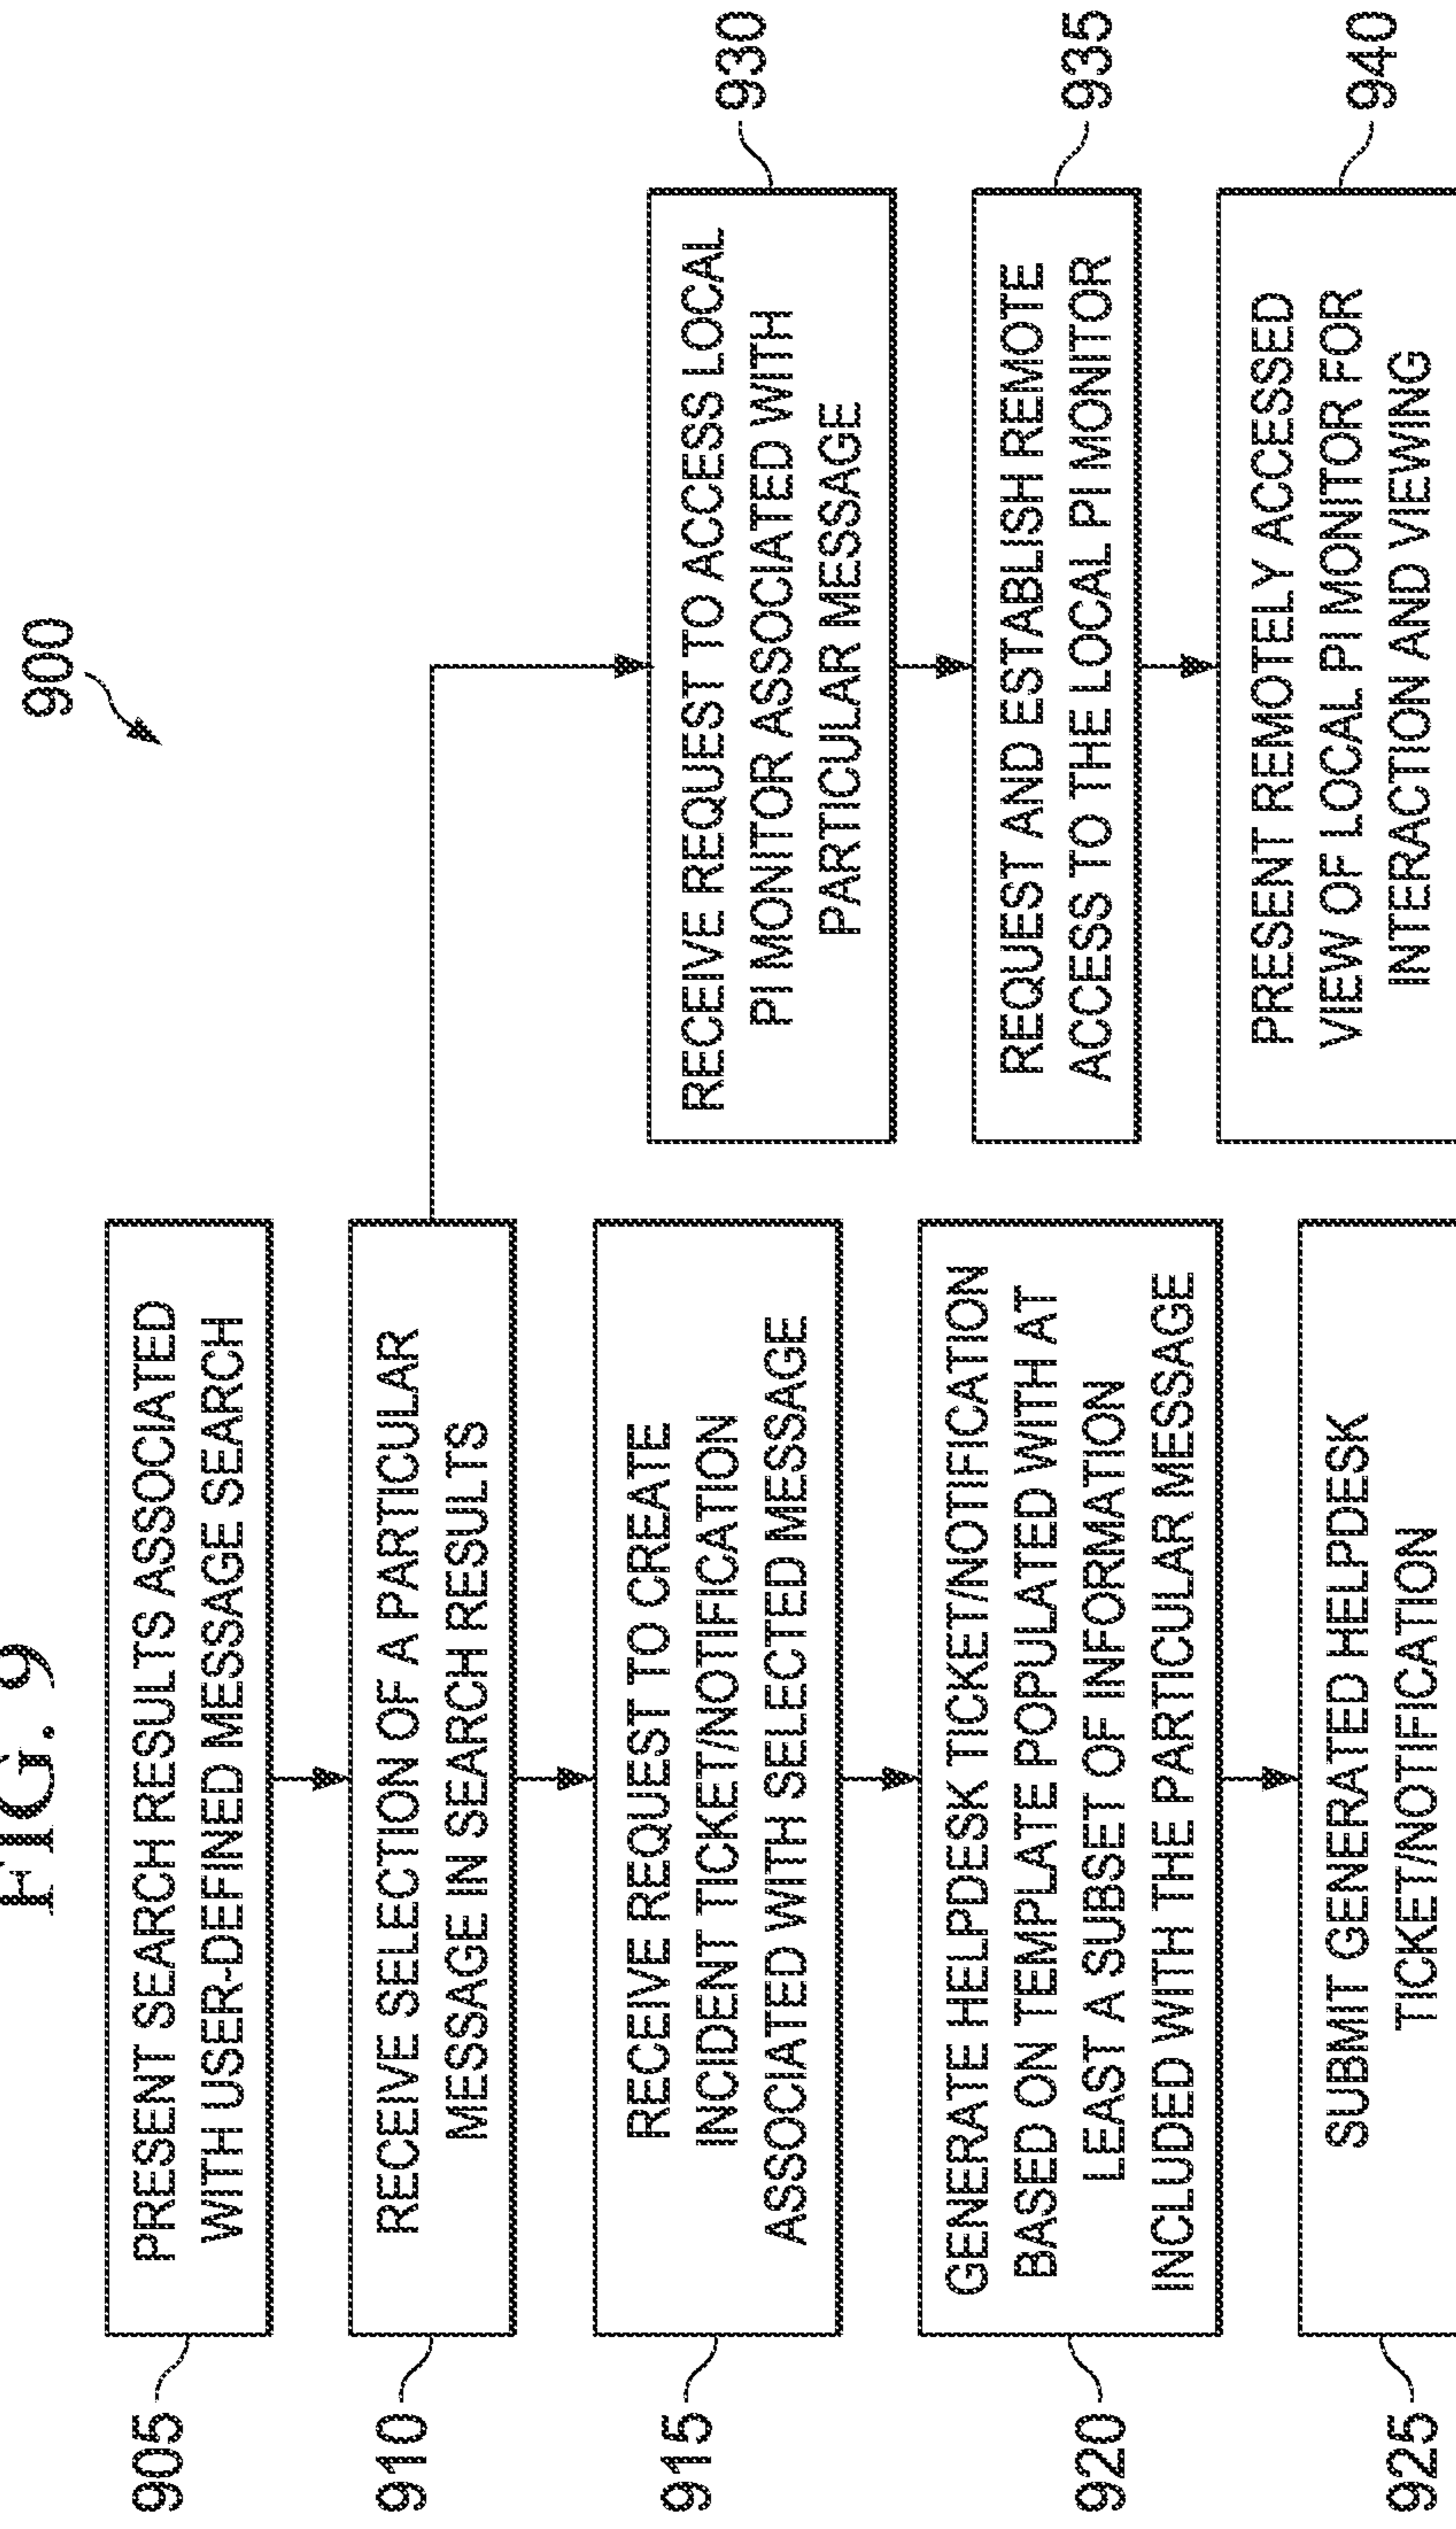 FIG. 9
900
905
PRESENT SEARCH RESULTS ASSOCIATED
WITH USER-DEFINED MESSAGE SEARCH
910
RECEIVE SELECTION OF A PARTICULAR
MESSAGE IN SEARCH RESULTS
915
RECEIVE REQUEST TO CREATE
INCIDENT TICKET/NOTIFICATION
ASSOCIATED WITH SELECTED MESSAGE
920
GENERATE HELPDESK TICKET/NOTIFICATION
BASED ON TEMPLATE POPULATED WITH AT
LEAST A SUBSET OF INFORMATION
INCLUDED WITH THE PARTICULAR MESSAGE
925
SUBMIT GENERATED HELPDESK
TICKET/NOTIFICATION
930
RECEIVE REQUEST TO ACCESS LOCAL
PI MONITOR ASSOCIATED WITH
PARTICULAR MESSAGE
935
REQUEST AND ESTABLISH REMOTE
ACCESS TO THE LOCAL PI MONITOR
940
PRESENT REMOTELY ACCESSED
VIEW OF LOCAL PI MONITOR FOR
INTERACTION AND VIEWING